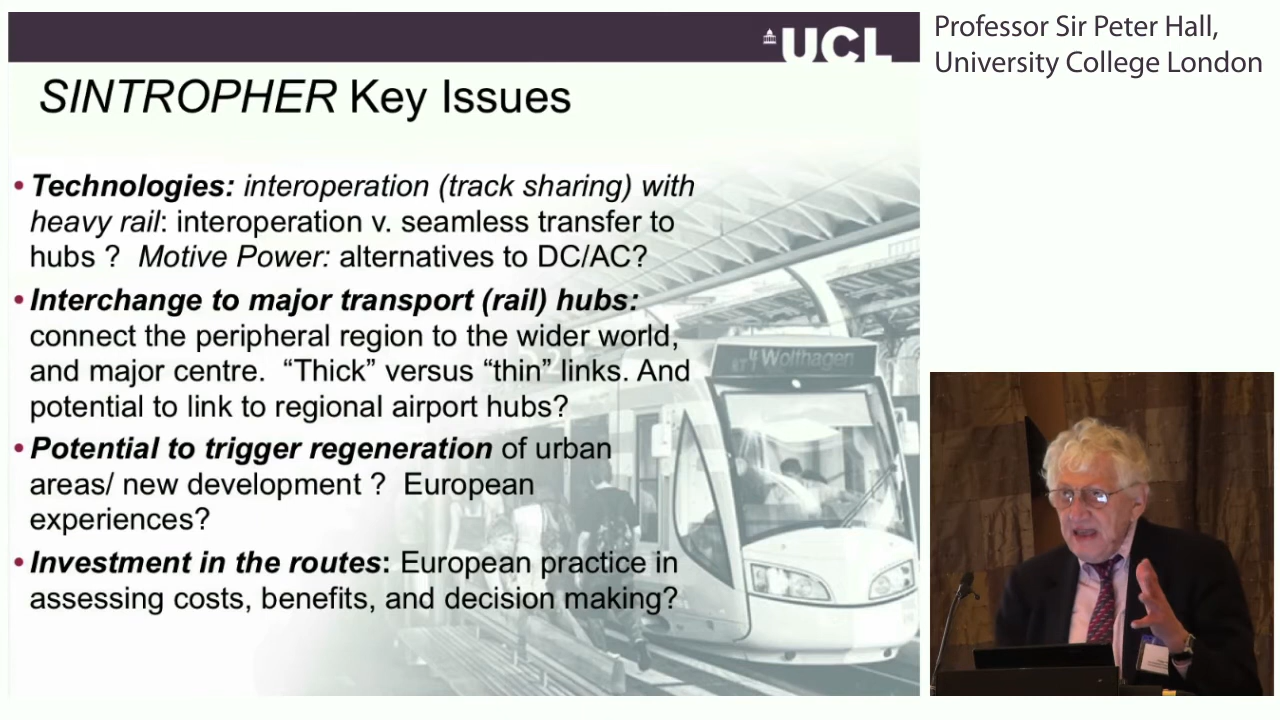 UCL
Professor Sir Peter Hall,
University College London
SINTROPHER Key Issues
• Technologies: interoperation (track sharing) with
heavy rail: interoperation v. seamless transfer to
hubs ? Motive Power: alternatives to DC/AC?
• Interchange to major transport (rail) hubs:
connect the peripheral region to the wider world,
and major centre. “Thick” versus “thin” links. And
potential to link to regional airport hubs?
• Potential to trigger regeneration of urban
areas/ new development ? European
experiences?
• Investment in the routes: European practice in
assessing costs, benefits, and decision making?
4 Wolfhagen